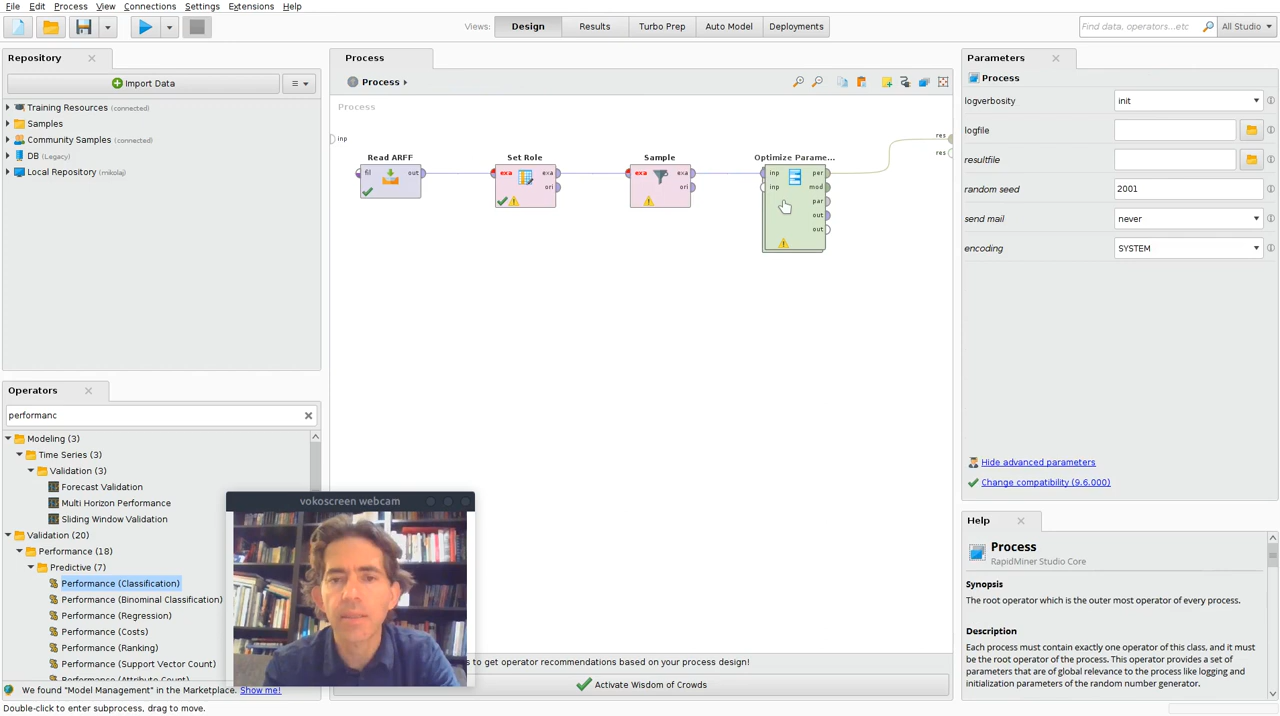 File Edit Process View Connections Settings Extensions Help
Views: Design Results Turbo Prep Auto Model Deployments
Find data, operators...etc All Studio
Repository
Import Data
Training Resources (connected)
Samples
Community Samples (connected)
DB (Legacy)
Local Repository (mikolaj)
Operators
performanc
Modeling (3)
Time Series (3)
Validation (3)
Forecast Validation
Multi Horizon Performance
Sliding Window Validation
Validation (20)
Performance (18)
Predictive (7)
Performance (Classification)
Performance (Binominal Classification)
Performance (Regression)
Performance (Costs)
Performance (Ranking)
Performance (Support Vector Count)
Performance (Attribute Count)
We found "Model Management" in the Marketplace. Show me!
Double-click to enter subprocess, drag to move.
Process
Process
Process
inp
res
res
Read ARFF
fil out
Set Role
exa exa
ori
Sample
exa exa
ori
Optimize Parame...
inp per
inp mod
par
out
out
vokoscreen webcam
s to get operator recommendations based on your process design!
Activate Wisdom of Crowds
Parameters
Process
logverbosity init
logfile
resultfile
random seed 2001
send mail never
encoding SYSTEM
Hide advanced parameters
Change compatibility (9.6.000)
Help
Process
RapidMiner Studio Core
Synopsis
The root operator which is the outer most operator of every process.
Description
Each process must contain exactly one operator of this class, and it must
be the root operator of the process. This operator provides a set of
parameters that are of global relevance to the process like logging and
initialization parameters of the random number generator.